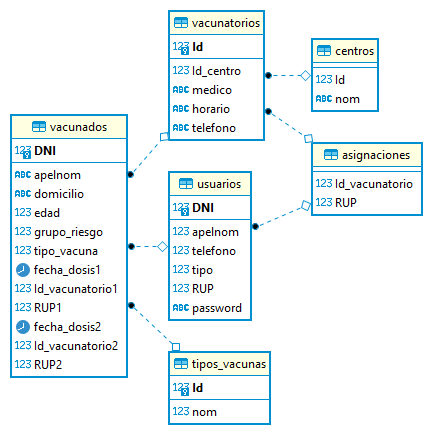 vacunatorios
123 Id
123 Id_centro
ABC medico
ABC horario
123 telefono
centros
123 Id
ABC nom
vacunados
123 DNI
ABC apelnom
ABC domicilio
123 edad
123 grupo_riesgo
123 tipo_vacuna
fecha_dosis1
123 Id_vacunatorio1
123 RUP1
fecha_dosis2
123 Id_vacunatorio2
123 RUP2
usuarios
123 DNI
123 apelnom
123 telefono
123 tipo
123 RUP
ABC password
asignaciones
123 Id_vacunatorio
123 RUP
tipos_vacunas
123 Id
123 nom